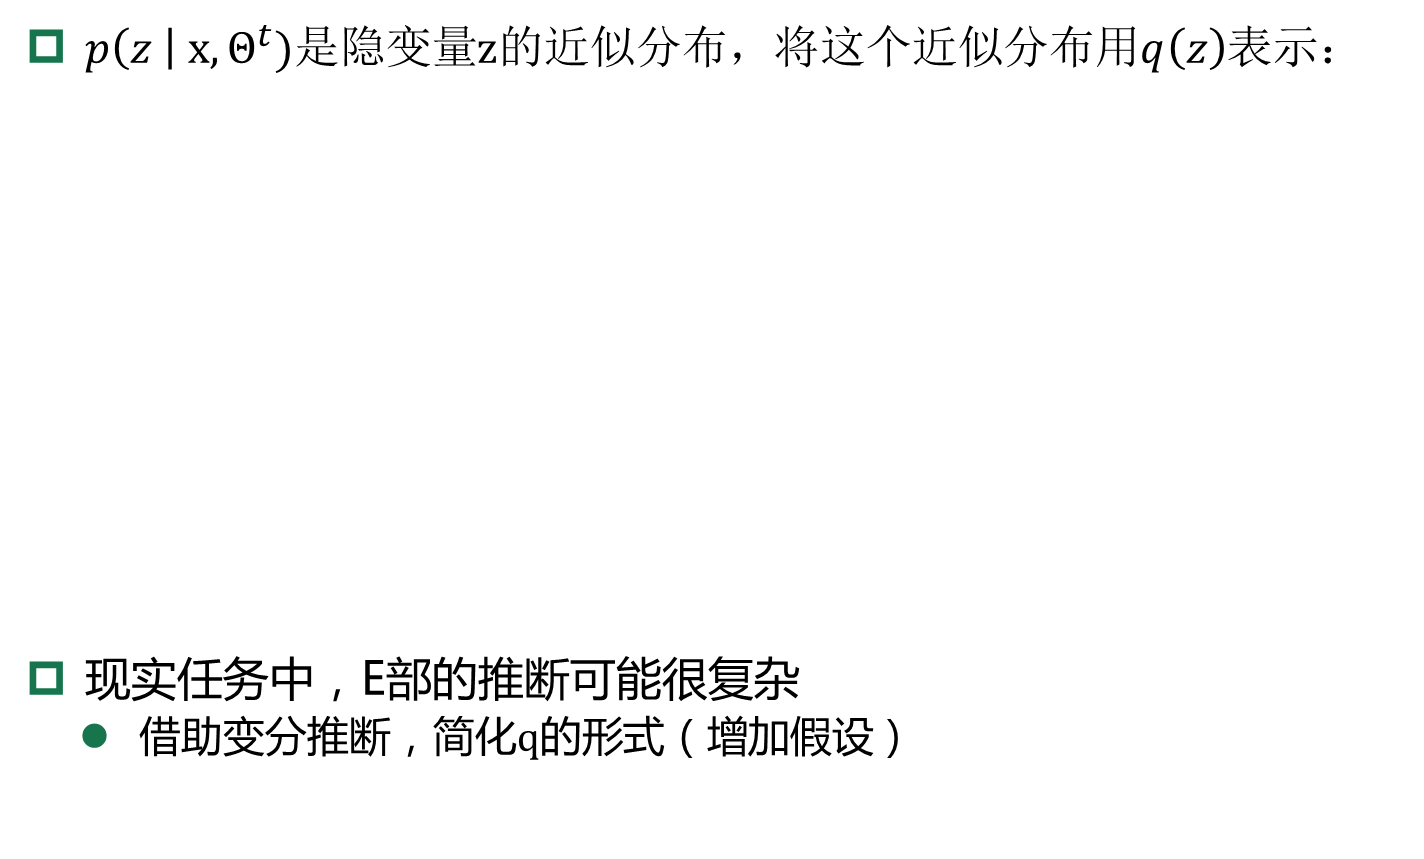 p(z | x, Θᵗ)是隐变量z的近似分布，将这个近似分布用q(z)表示：
现实任务中，E部的推断可能很复杂
借助变分推断，简化q的形式（增加假设）